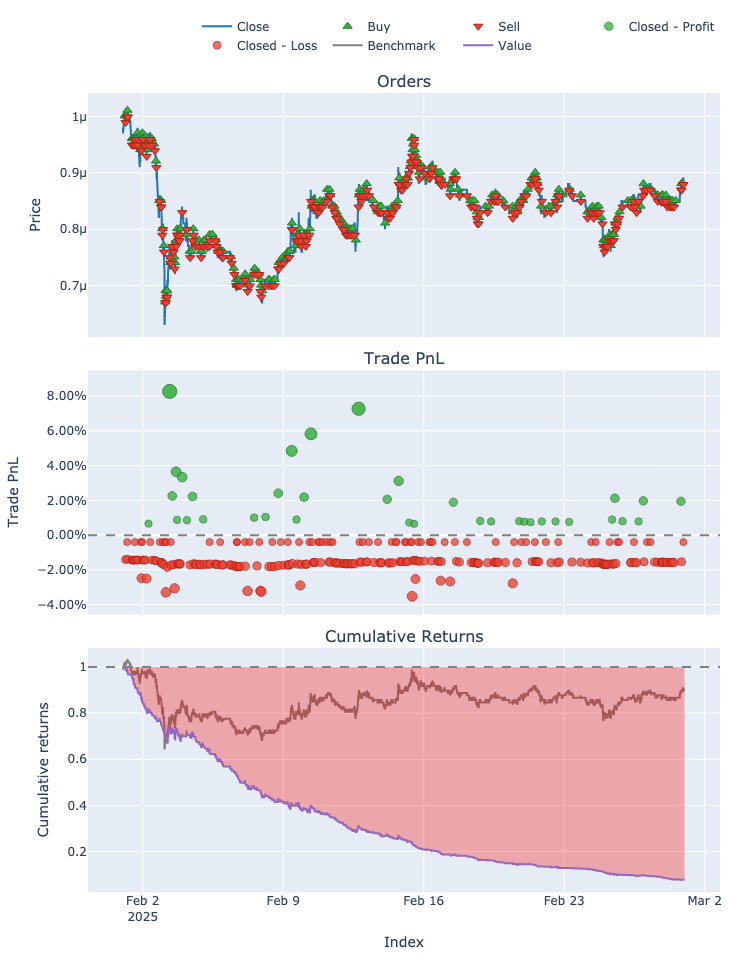 Close Buy Sell Closed - Profit
Closed - Loss Benchmark Value
Orders
1μ
0.9μ
0.8μ
0.7μ
Price
Trade PnL
8.00%
6.00%
4.00%
2.00%
0.00%
−2.00%
−4.00%
Trade PnL
Cumulative Returns
1
0.8
0.6
0.4
0.2
Cumulative returns
Feb 2 Feb 9 Feb 16 Feb 23 Mar 2
2025
Index